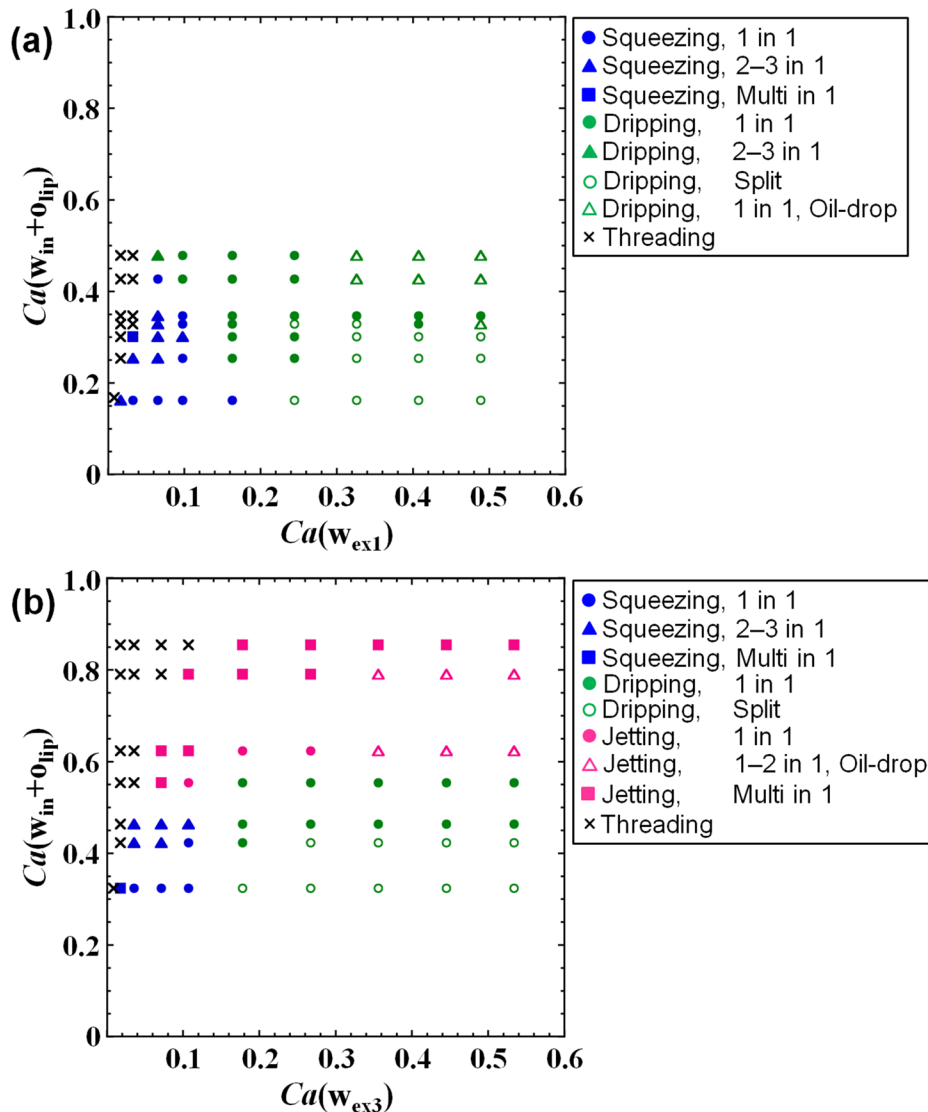 (a)
1.0
0.8
0.6
0.4
0.2
0
Ca(w_in+o_lip)
0.1 0.2 0.3 0.4 0.5 0.6
Ca(w_ex1)
Squeezing, 1 in 1
Squeezing, 2–3 in 1
Squeezing, Multi in 1
Dripping, 1 in 1
Dripping, 2–3 in 1
Dripping, Split
Dripping, 1 in 1, Oil-drop
Threading
(b)
1.0
0.8
0.6
0.4
0.2
0
Ca(w_in+o_lip)
0.1 0.2 0.3 0.4 0.5 0.6
Ca(w_ex3)
Squeezing, 1 in 1
Squeezing, 2–3 in 1
Squeezing, Multi in 1
Dripping, 1 in 1
Dripping, Split
Jetting, 1 in 1
Jetting, 1–2 in 1, Oil-drop
Jetting, Multi in 1
Threading